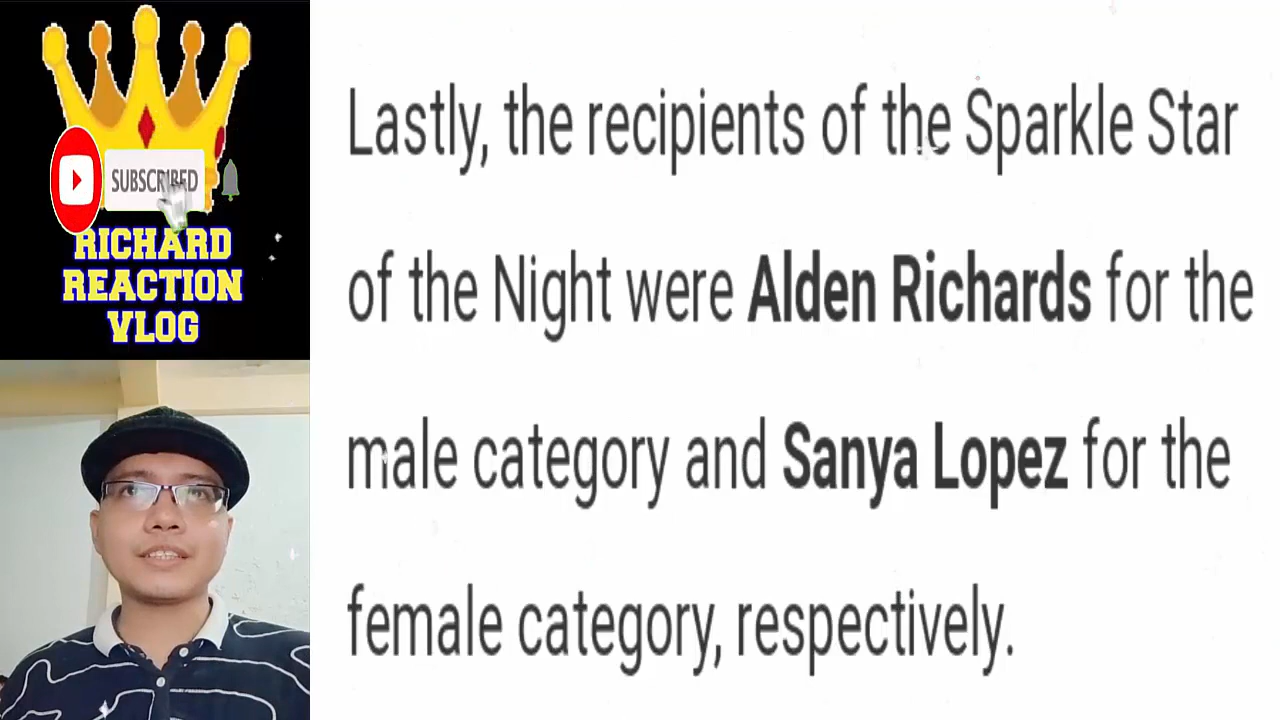 SUBSCRIBED
RICHARD
REACTION
VLOG
Lastly, the recipients of the Sparkle Star
of the Night were Alden Richards for the
male category and Sanya Lopez for the
female category, respectively.